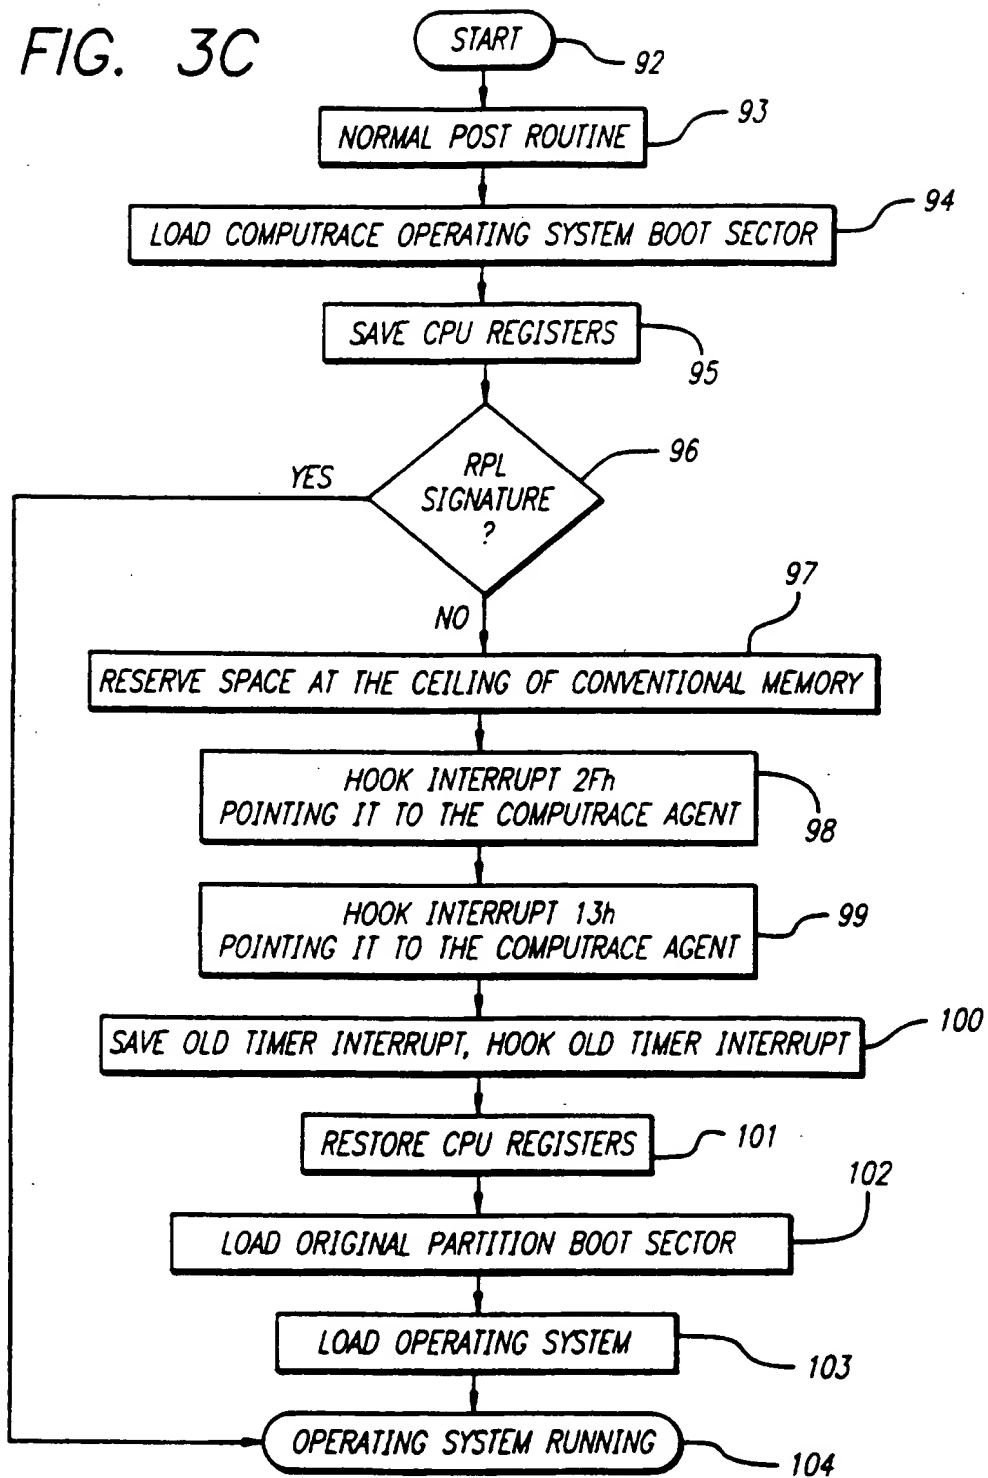 FIG. 3C
START
92
NORMAL POST ROUTINE
93
LOAD COMPUTRACE OPERATING SYSTEM BOOT SECTOR
94
SAVE CPU REGISTERS
95
RPL
SIGNATURE
?
96
YES
NO
97
RESERVE SPACE AT THE CEILING OF CONVENTIONAL MEMORY
HOOK INTERRUPT 2Fh
POINTING IT TO THE COMPUTRACE AGENT
98
HOOK INTERRUPT 13h
POINTING IT TO THE COMPUTRACE AGENT
99
SAVE OLD TIMER INTERRUPT, HOOK OLD TIMER INTERRUPT
100
RESTORE CPU REGISTERS
101
LOAD ORIGINAL PARTITION BOOT SECTOR
102
LOAD OPERATING SYSTEM
103
OPERATING SYSTEM RUNNING
104